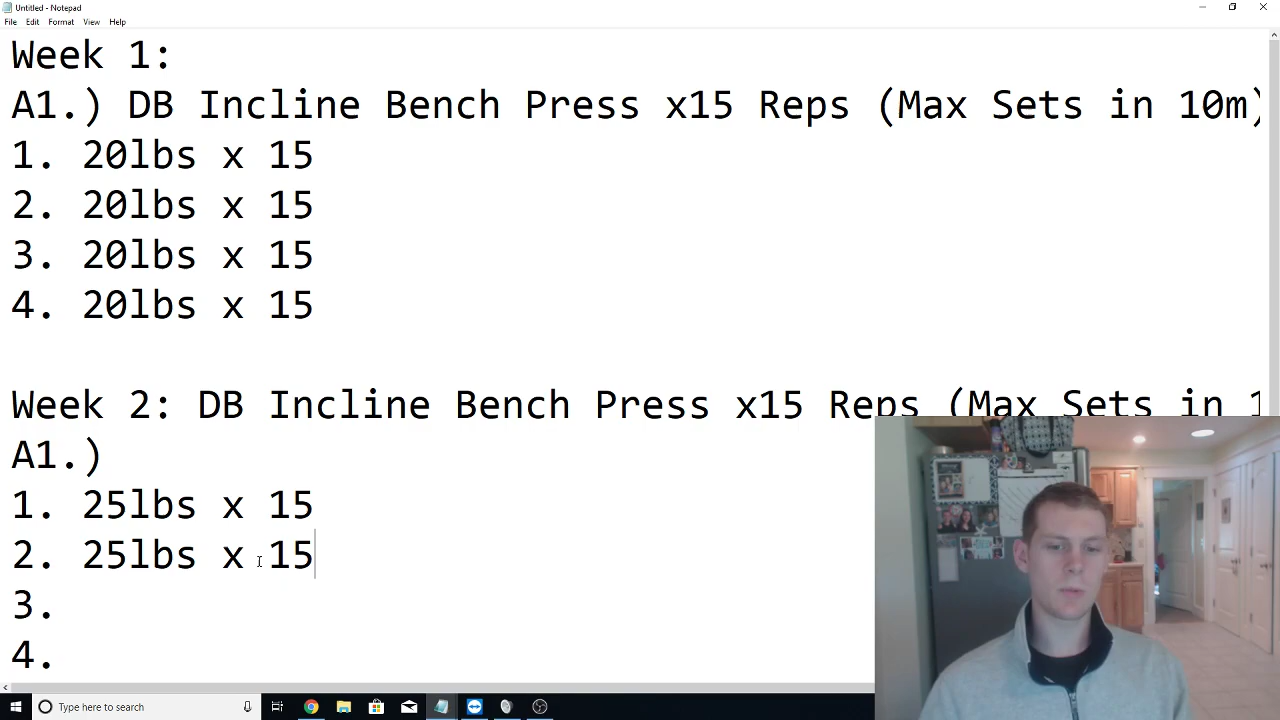 Untitled - Notepad
File Edit Format View Help
Week 1:
A1.) DB Incline Bench Press x15 Reps (Max Sets in 10m)
1. 20lbs x 15
2. 20lbs x 15
3. 20lbs x 15
4. 20lbs x 15
Week 2: DB Incline Bench Press x15 Reps (Max Sets in 1
A1.)
1. 25lbs x 15
2. 25lbs x 15
3.
4.
Type here to search